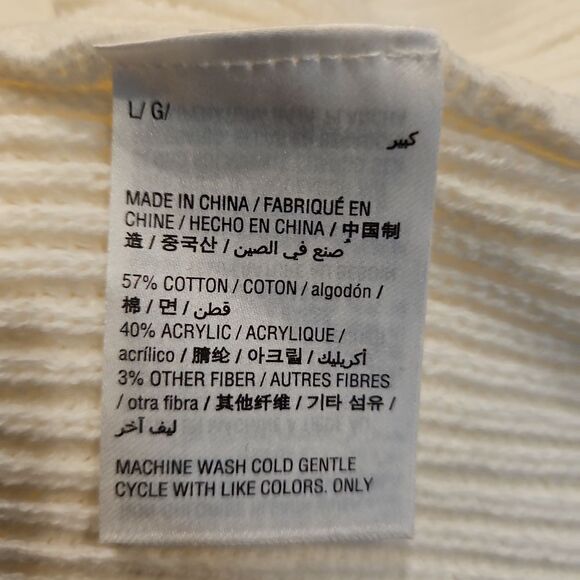 L/ G/
كبير
MADE IN CHINA / FABRIQUÉ EN
CHINE / HECHO EN CHINA / 中国制
造 / 중국산 / صنع في الصين
57% COTTON / COTON / algodón /
棉 / 면 / قطن
40% ACRYLIC / ACRYLIQUE /
acrílico / 腈纶 / 아크릴 / أكريليك
3% OTHER FIBER / AUTRES FIBRES
/ otra fibra / 其他纤维 / 기타 섬유 /
ليف آخر
MACHINE WASH COLD GENTLE
CYCLE WITH LIKE COLORS. ONLY